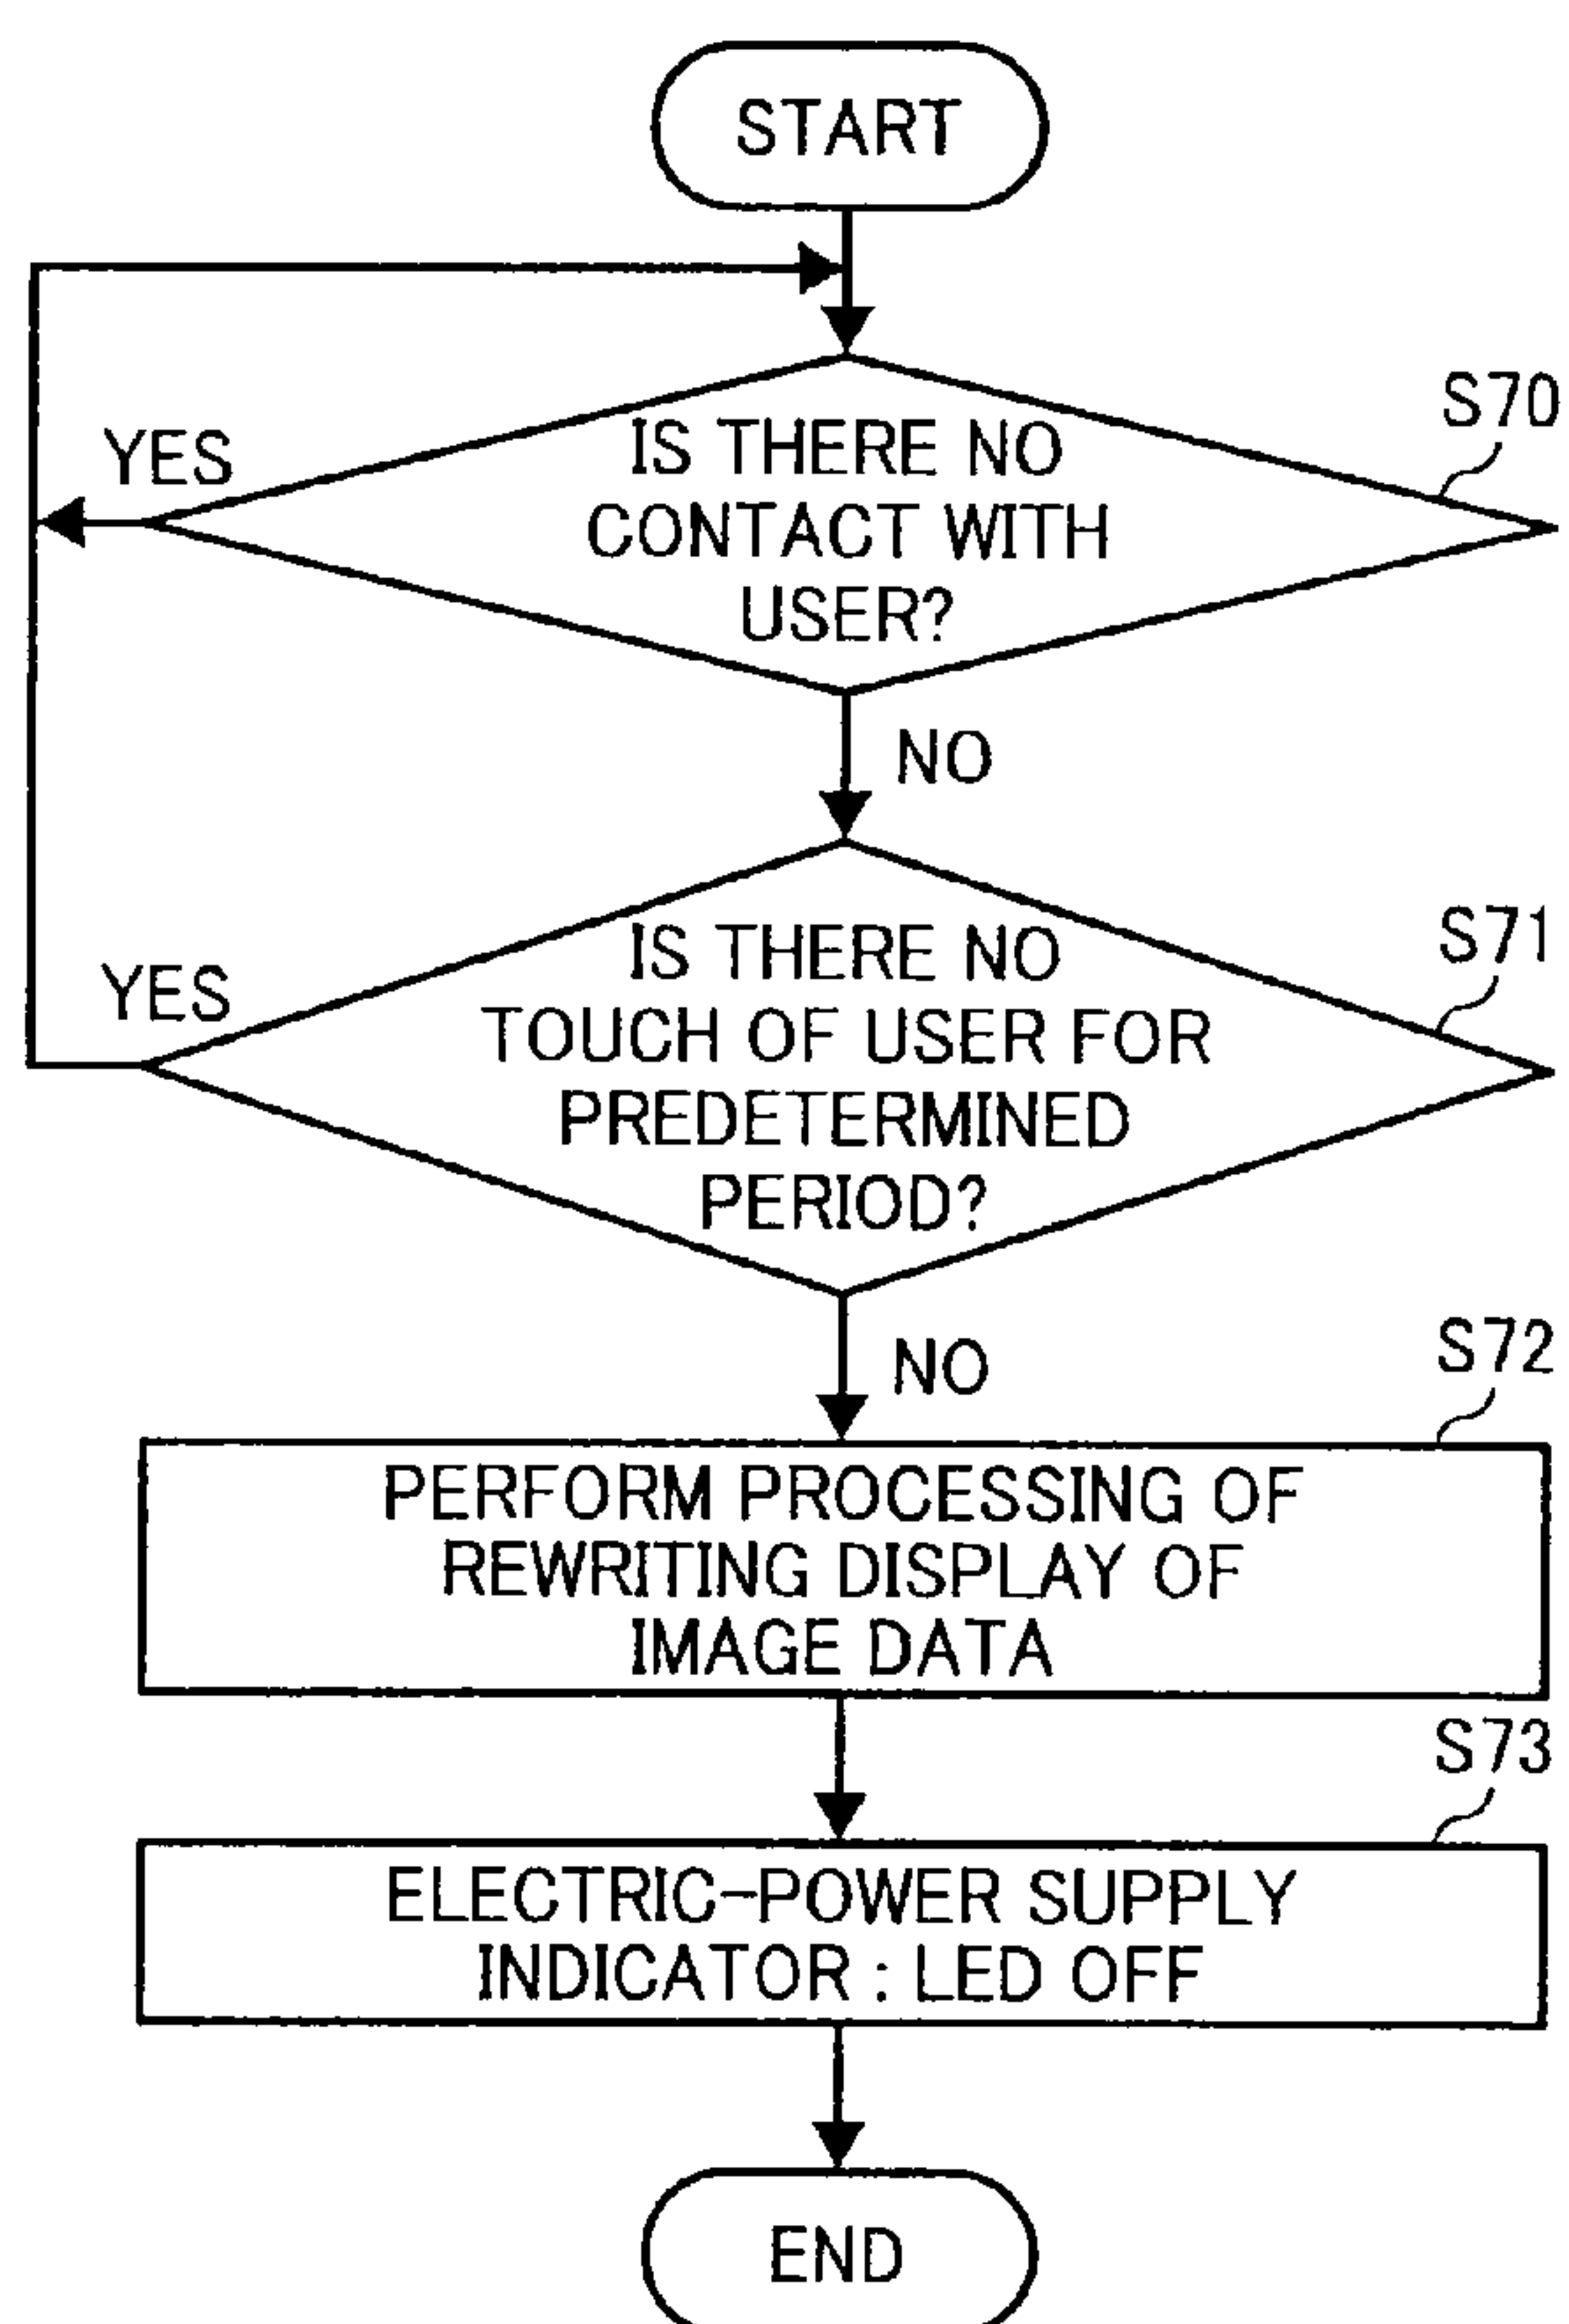 START
S70
YES
IS THERE NO
CONTACT WITH
USER?
NO
S71
YES
IS THERE NO
TOUCH OF USER FOR
PREDETERMINED
PERIOD?
NO
S72
PERFORM PROCESSING OF
REWRITING DISPLAY OF
IMAGE DATA
S73
ELECTRIC-POWER SUPPLY
INDICATOR : LED OFF
END